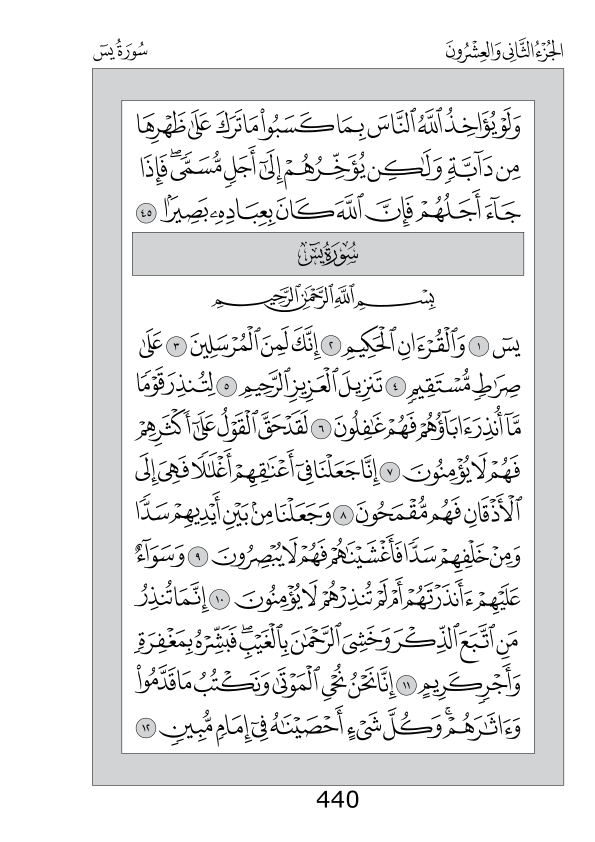 الجُزْءُ الثَّانِي وَالعِشْرُونَ
سُورَةُ يسٓ
وَلَوْ يُؤَاخِذُ ٱللَّهُ ٱلنَّاسَ بِمَا كَسَبُوا۟ مَا تَرَكَ عَلَىٰ ظَهْرِهَا
مِن دَآبَّةٍ وَلَٰكِن يُؤَخِّرُهُمْ إِلَىٰٓ أَجَلٍ مُّسَمًّى ۖ فَإِذَا
جَآءَ أَجَلُهُمْ فَإِنَّ ٱللَّهَ كَانَ بِعِبَادِهِۦ بَصِيرًۢا ٤٥
سُورَةُ يسٓ
بِسْمِ ٱللَّهِ ٱلرَّحْمَٰنِ ٱلرَّحِيمِ
يسٓ ١ وَٱلْقُرْءَانِ ٱلْحَكِيمِ ٢ إِنَّكَ لَمِنَ ٱلْمُرْسَلِينَ ٣ عَلَىٰ
صِرَٰطٍ مُّسْتَقِيمٍ ٤ تَنزِيلَ ٱلْعَزِيزِ ٱلرَّحِيمِ ٥ لِتُنذِرَ قَوْمًا
مَّآ أُنذِرَ ءَابَآؤُهُمْ فَهُمْ غَٰفِلُونَ ٦ لَقَدْ حَقَّ ٱلْقَوْلُ عَلَىٰٓ أَكْثَرِهِمْ
فَهُمْ لَا يُؤْمِنُونَ ٧ إِنَّا جَعَلْنَا فِىٓ أَعْنَٰقِهِمْ أَغْلَٰلًا فَهِىَ إِلَى
ٱلْأَذْقَانِ فَهُم مُّقْمَحُونَ ٨ وَجَعَلْنَا مِنۢ بَيْنِ أَيْدِيهِمْ سَدًّا
وَمِنْ خَلْفِهِمْ سَدًّا فَأَغْشَيْنَٰهُمْ فَهُمْ لَا يُبْصِرُونَ ٩ وَسَوَآءٌ
عَلَيْهِمْ ءَأَنذَرْتَهُمْ أَمْ لَمْ تُنذِرْهُمْ لَا يُؤْمِنُونَ ١٠ إِنَّمَا تُنذِرُ
مَنِ ٱتَّبَعَ ٱلذِّكْرَ وَخَشِىَ ٱلرَّحْمَٰنَ بِٱلْغَيْبِ ۖ فَبَشِّرْهُ بِمَغْفِرَةٍ
وَأَجْرٍ كَرِيمٍ ١١ إِنَّا نَحْنُ نُحْىِ ٱلْمَوْتَىٰ وَنَكْتُبُ مَا قَدَّمُوا۟
وَءَاثَٰرَهُمْ ۚ وَكُلَّ شَىْءٍ أَحْصَيْنَٰهُ فِىٓ إِمَامٍ مُّبِينٍ ١٢
440